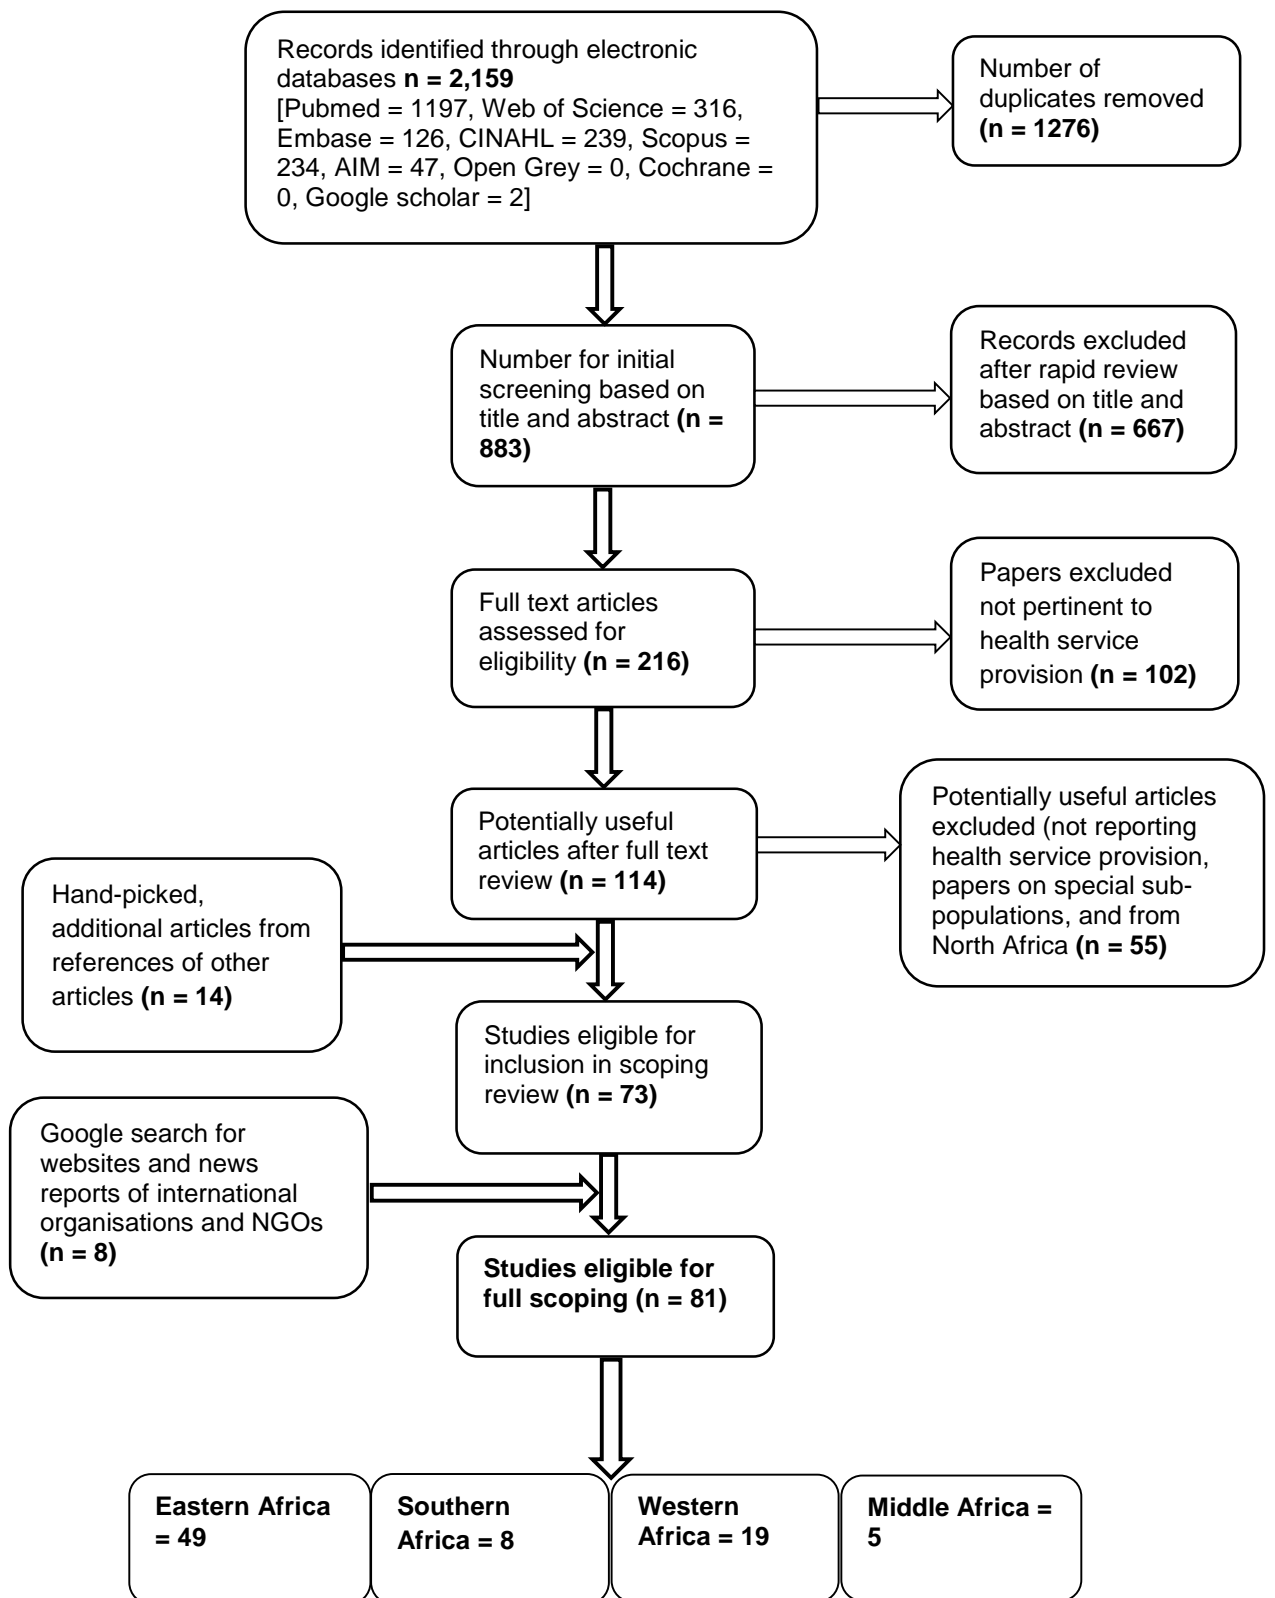 Records identified through electronic
databases n = 2,159
[Pubmed = 1197, Web of Science = 316,
Embase = 126, CINAHL = 239, Scopus =
234, AIM = 47, Open Grey = 0, Cochrane =
0, Google scholar = 2]
Number of
duplicates removed
(n = 1276)
Number for initial
screening based on
title and abstract (n =
883)
Records excluded
after rapid review
based on title and
abstract (n = 667)
Full text articles
assessed for
eligibility (n = 216)
Papers excluded
not pertinent to
health service
provision (n = 102)
Potentially useful
articles after full text
review (n = 114)
Potentially useful articles
excluded (not reporting
health service provision,
papers on special sub-
populations, and from
North Africa (n = 55)
Hand-picked,
additional articles from
references of other
articles (n = 14)
Studies eligible for
inclusion in scoping
review (n = 73)
Google search for
websites and news
reports of international
organisations and NGOs
(n = 8)
Studies eligible for
full scoping (n = 81)
Eastern Africa
= 49
Southern
Africa = 8
Western
Africa = 19
Middle Africa =
5